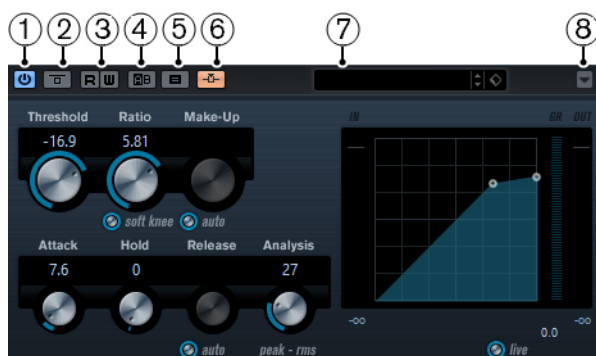 1 2 3 4 5 6 7 8
R W A B
Threshold Ratio Make-Up IN GR OUT
-16.9 5.81
soft knee auto
Attack Hold Release Analysis
7.6 0 27
-∞ -∞
0.0
auto peak - rms live